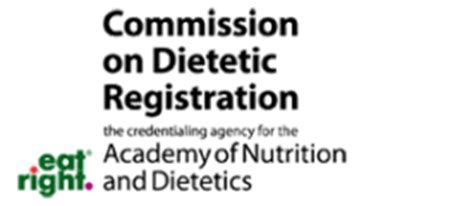 Commission
on Dietetic
Registration
the credentialing agency for the
Academy of Nutrition
and Dietetics
eat®
right.